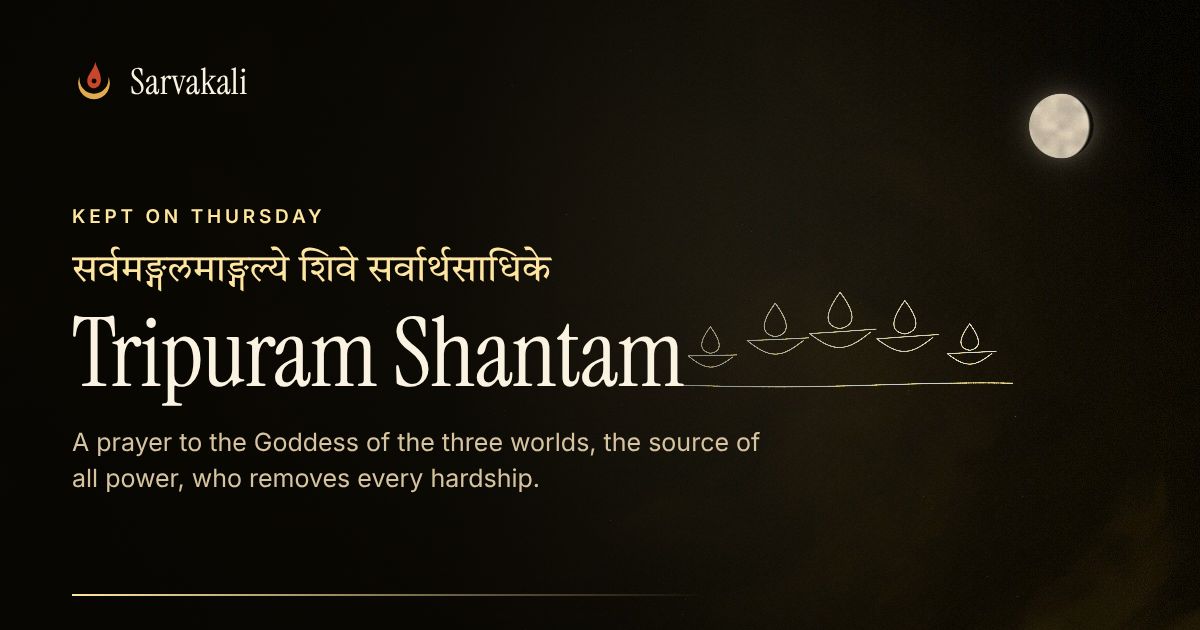 Sarvakali
KEPT ON THURSDAY
सर्वमङ्गलमाङ्गल्ये शिवे सर्वार्थसाधिके
Tripuram Shantam
A prayer to the Goddess of the three worlds, the source of
all power, who removes every hardship.